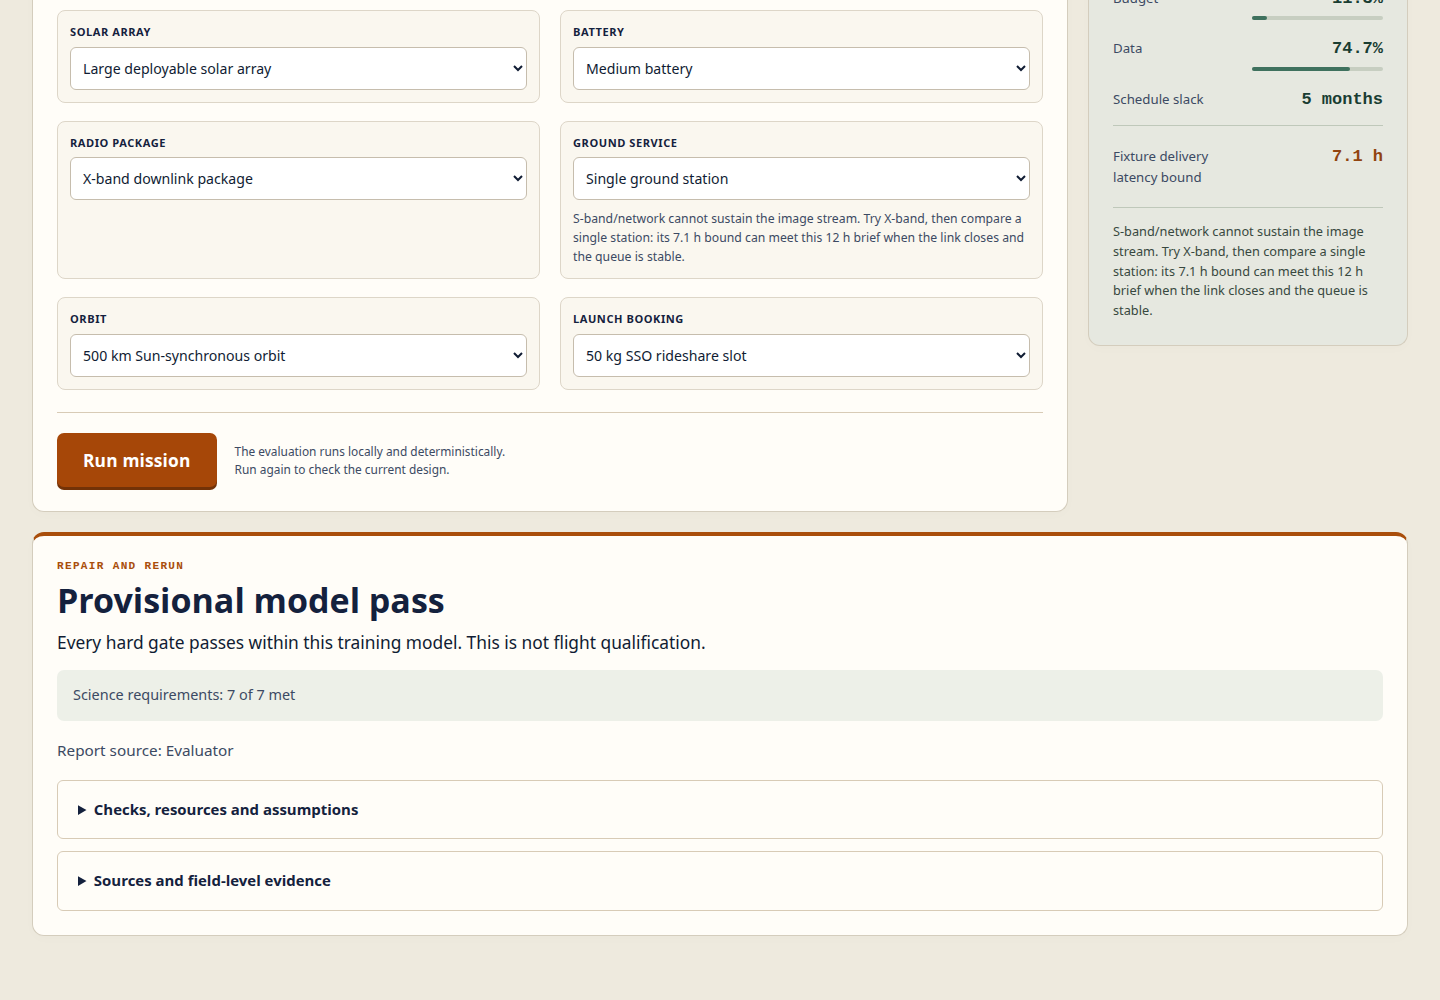 SOLAR ARRAY
Large deployable solar array
BATTERY
Medium battery
RADIO PACKAGE
X-band downlink package
GROUND SERVICE
Single ground station
S-band/network cannot sustain the image stream. Try X-band, then compare a
single station: its 7.1 h bound can meet this 12 h brief when the link closes and
the queue is stable.
ORBIT
500 km Sun-synchronous orbit
LAUNCH BOOKING
50 kg SSO rideshare slot
Run mission
The evaluation runs locally and deterministically.
Run again to check the current design.
Data
74.7%
Schedule slack
5 months
Fixture delivery
latency bound
7.1 h
S-band/network cannot sustain the image
stream. Try X-band, then compare a single
station: its 7.1 h bound can meet this 12 h
brief when the link closes and the queue is
stable.
REPAIR AND RERUN
Provisional model pass
Every hard gate passes within this training model. This is not flight qualification.
Science requirements: 7 of 7 met
Report source: Evaluator
Checks, resources and assumptions
Sources and field-level evidence